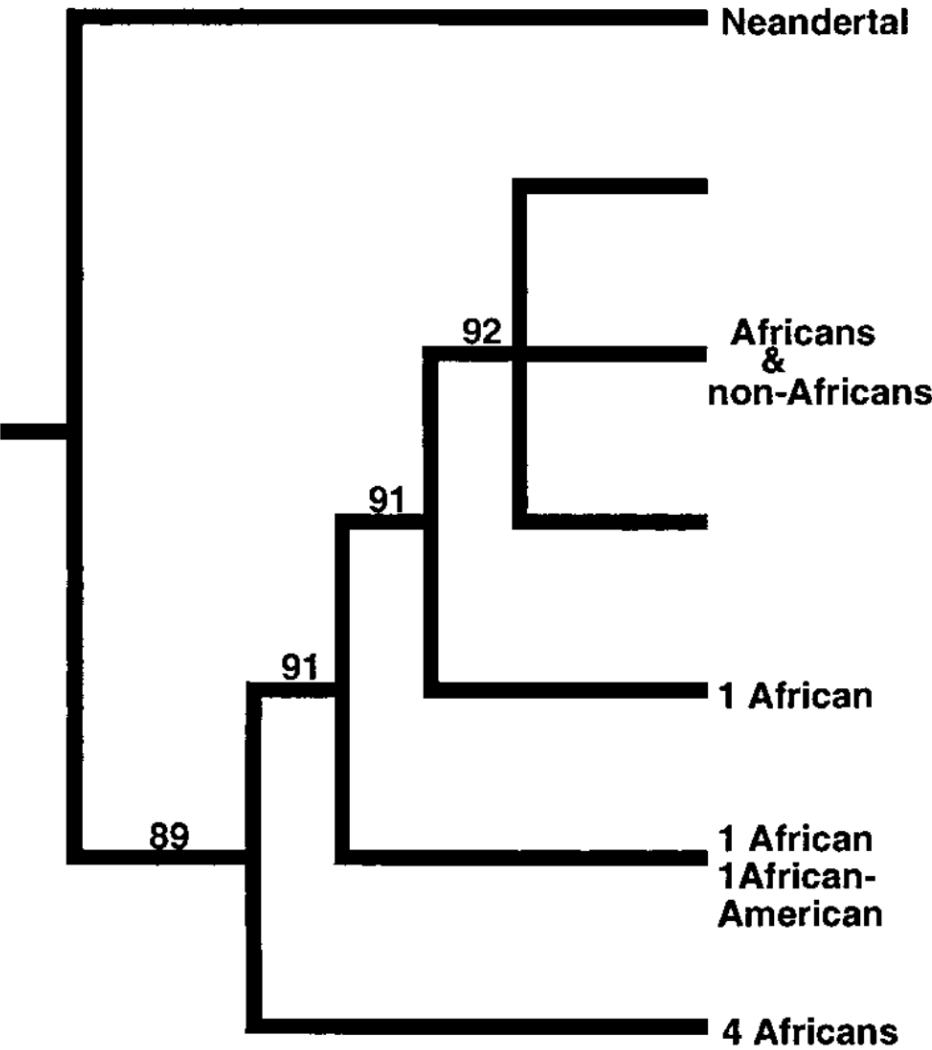 Neandertal
92
Africans
&
non-Africans
91
91
1 African
89
1 African
1African-
American
4 Africans